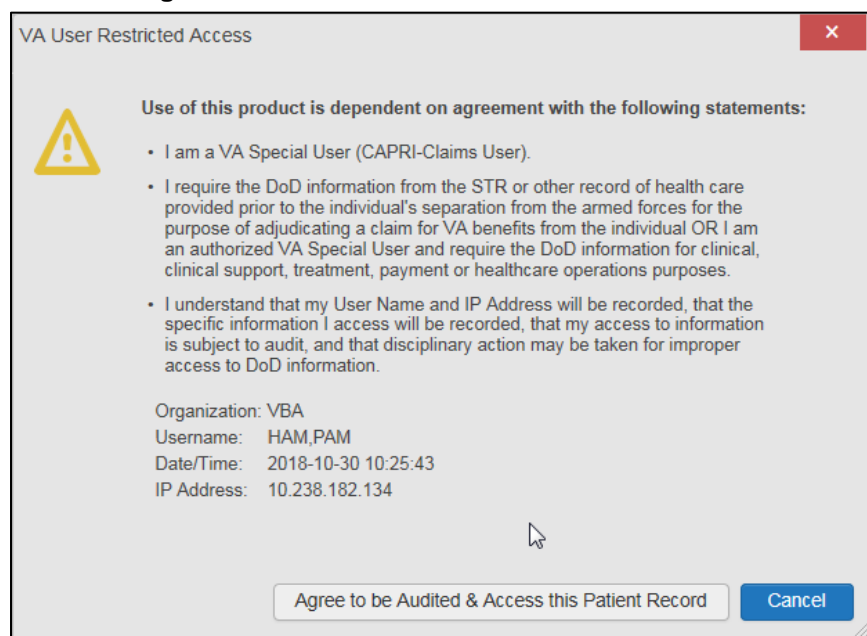 VA User Restricted Access
Use of this product is dependent on agreement with the following statements:
• I am a VA Special User (CAPRI-Claims User).
• I require the DoD information from the STR or other record of health care
provided prior to the individual's separation from the armed forces for the
purpose of adjudicating a claim for VA benefits from the individual OR I am
an authorized VA Special User and require the DoD information for clinical,
clinical support, treatment, payment or healthcare operations purposes.
• I understand that my User Name and IP Address will be recorded, that the
specific information I access will be recorded, that my access to information
is subject to audit, and that disciplinary action may be taken for improper
access to DoD information.
Organization: VBA
Username: HAM,PAM
Date/Time: 2018-10-30 10:25:43
IP Address: 10.238.182.134
Agree to be Audited & Access this Patient Record Cancel